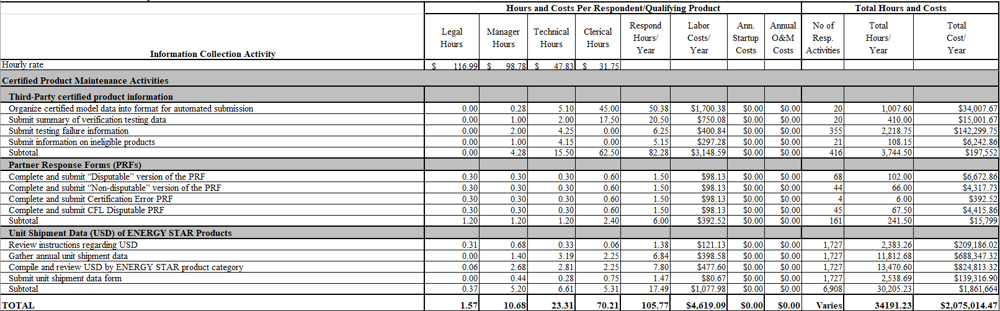 Hours and Costs Per Respondent/Qualifying Product Total Hours and Costs
Information Collection Activity Legal Hours Manager Hours Technical Hours Clerical Hours Respond Hours/ Year Labor Costs/ Year Ann. Startup Costs Annual O&M Costs No of Resp. Activities Total Hours/ Year Total Cost/ Year
Hourly rate $ 116.99 $ 98.78 $ 47.83 $ 31.75
Certified Product Maintenance Activities
Third-Party certified product information
Organize certified model data into format for automated submission 0.00 0.28 5.10 45.00 50.38 $1,700.38 $0.00 $0.00 20 1,007.60 $34,007.67
Submit summary of verification testing data 0.00 1.00 2.00 17.50 20.50 $750.08 $0.00 $0.00 20 410.00 $15,001.67
Submit testing failure information 0.00 2.00 4.25 0.00 6.25 $400.84 $0.00 $0.00 355 2,218.75 $142,299.75
Submit information on ineligible products 0.00 1.00 4.15 0.00 5.15 $297.28 $0.00 $0.00 21 108.15 $6,242.86
Subtotal 0.00 4.28 15.50 62.50 82.28 $3,148.59 $0.00 $0.00 416 3,744.50 $197,552
Partner Response Forms (PRFs)
Complete and submit “Disputable” version of the PRF 0.30 0.30 0.30 0.60 1.50 $98.13 $0.00 $0.00 68 102.00 $6,672.86
Complete and submit “Non-disputable” version of the PRF 0.30 0.30 0.30 0.60 1.50 $98.13 $0.00 $0.00 44 66.00 $4,317.73
Complete and submit Certification Error PRF 0.30 0.30 0.30 0.60 1.50 $98.13 $0.00 $0.00 4 6.00 $392.52
Complete and submit CFL Disputable PRF 0.30 0.30 0.30 0.60 1.50 $98.13 $0.00 $0.00 45 67.50 $4,415.86
Subtotal 1.20 1.20 1.20 2.40 6.00 $392.52 $0.00 $0.00 161 241.50 $15,799
Unit Shipment Data (USD) of ENERGY STAR Products
Review instructions regarding USD 0.31 0.68 0.33 0.06 1.38 $121.13 $0.00 $0.00 1,727 2,383.26 $209,186.02
Gather annual unit shipment data 0.00 1.40 3.19 2.25 6.84 $398.58 $0.00 $0.00 1,727 11,812.68 $688,347.32
Compile and review USD by ENERGY STAR product category 0.06 2.68 2.81 2.25 7.80 $477.60 $0.00 $0.00 1,727 13,470.60 $824,813.32
Submit unit shipment data form 0.00 0.44 0.28 0.75 1.47 $80.67 $0.00 $0.00 1,727 2,538.69 $139,316.90
Subtotal 0.37 5.20 6.61 5.31 17.49 $1,077.98 $0.00 $0.00 6,908 30,205.23 $1,861,664
TOTAL 1.57 10.68 23.31 70.21 105.77 $4,619.09 $0.00 $0.00 Varies 34191.23 $2,075,014.47